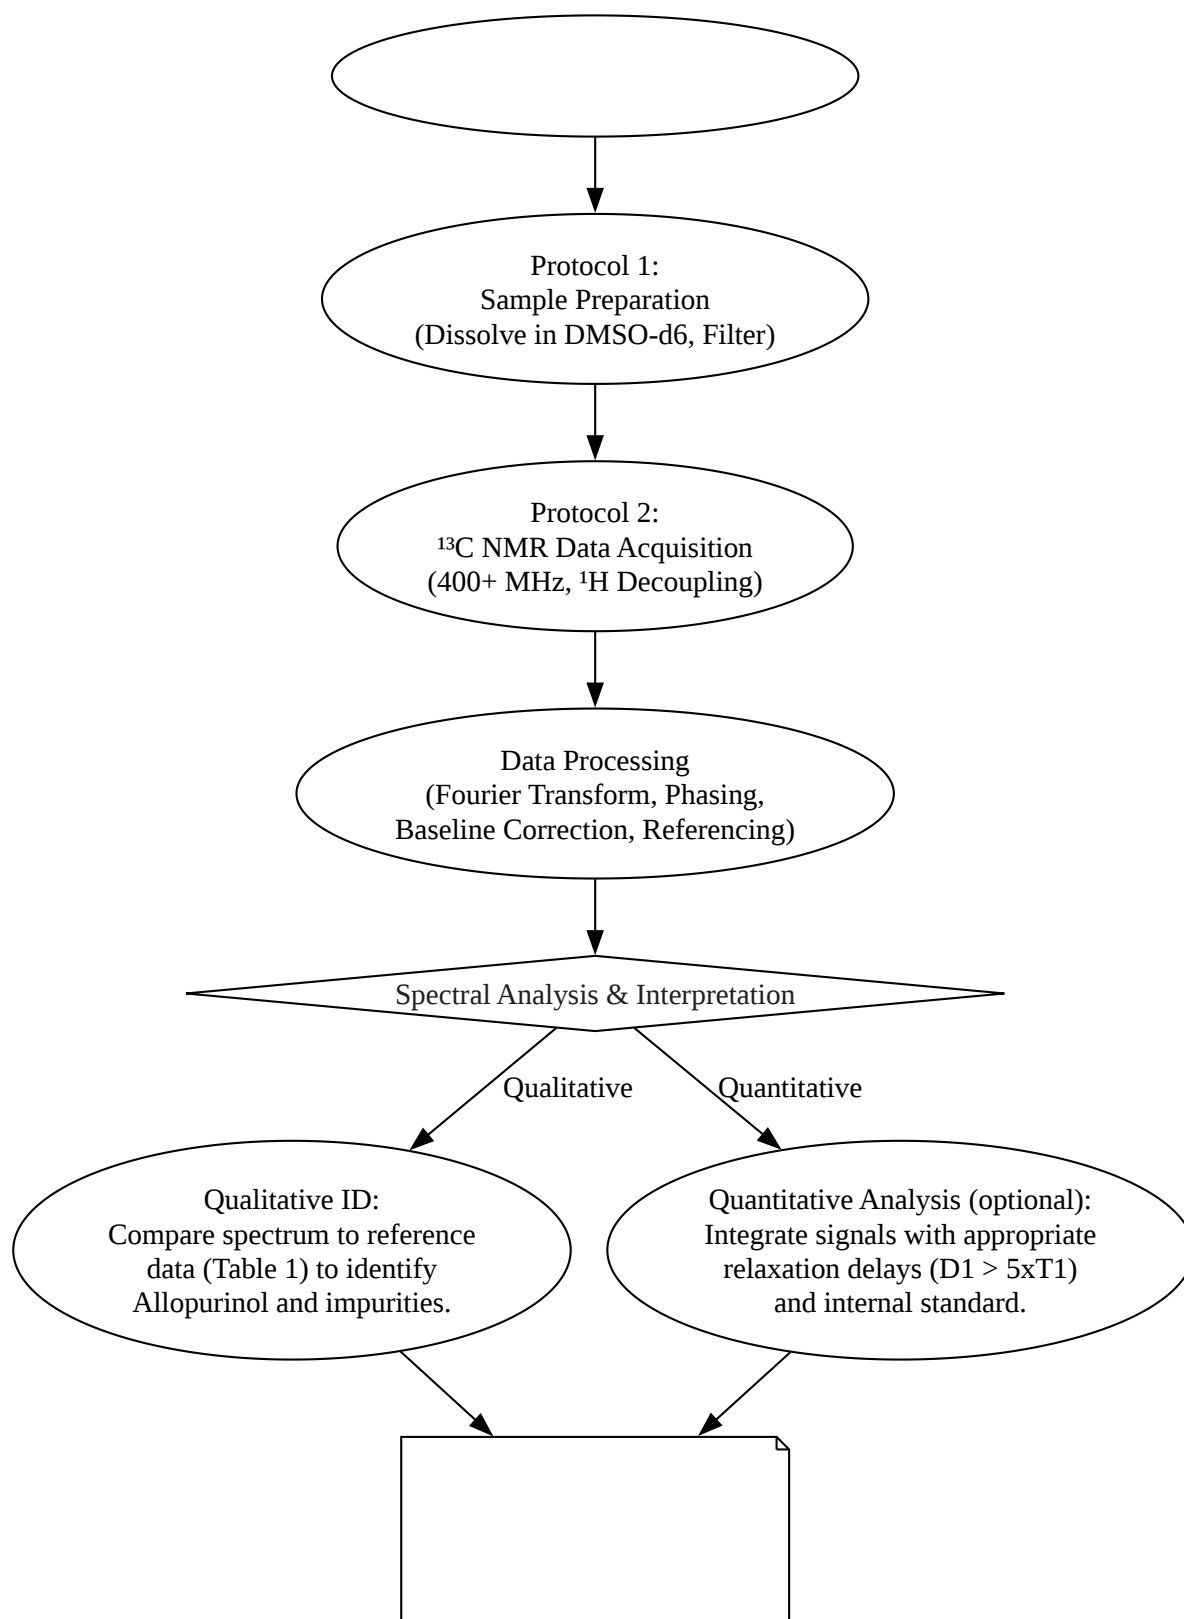 Protocol 1:
Sample Preparation
(Dissolve in DMSO-d6, Filter)
Protocol 2:
¹³C NMR Data Acquisition
(400+ MHz, ¹H Decoupling)
Data Processing
(Fourier Transform, Phasing,
Baseline Correction, Referencing)
Spectral Analysis & Interpretation
Qualitative
Quantitative
Qualitative ID:
Compare spectrum to reference
data (Table 1) to identify
Allopurinol and impurities.
Quantitative Analysis (optional):
Integrate signals with appropriate
relaxation delays (D1 > 5xT1)
and internal standard.